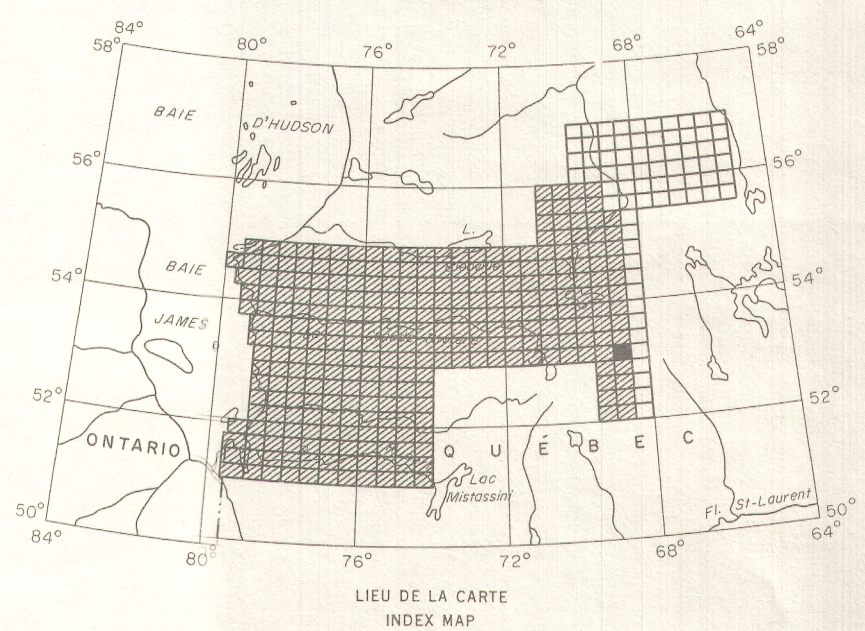 84° 80° 76° 72° 68° 64°
58° 58°
BAIE
D'HUDSON
56° 56°
L.
BAIE
54° 54°
JAMES
52° 52°
ONTARIO
QUÉBEC
Lac
Mistassini
Fl. St-Laurent
50° 50°
84° 80° 76° 72° 68° 64°
LIEU DE LA CARTE
INDEX MAP